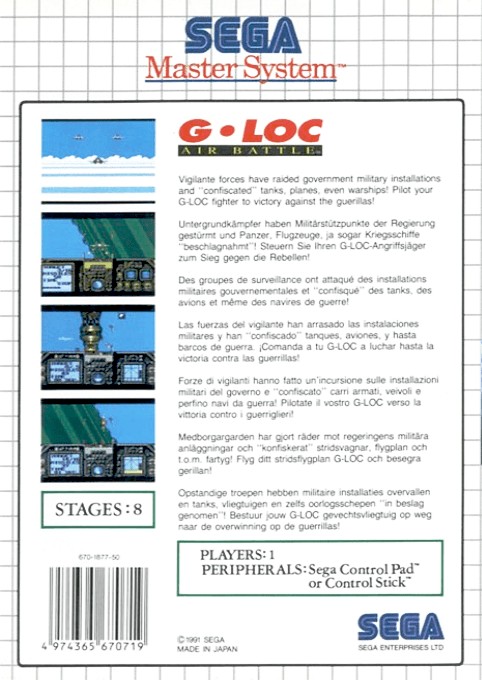 SEGA
Master System™
G•LOC
AIR BATTLE™
Vigilante forces have raided government military installations
and "confiscated" tanks, planes, even warships! Pilot your
G-LOC fighter to victory against the guerillas!
Untergrundkämpfer haben Militärstützpunkte der Regierung
gestürmt und Panzer, Flugzeuge, ja sogar Kriegsschiffe
"beschlagnahmt"! Steuern Sie Ihren G-LOC-Angriffsjäger
zum Sieg gegen die Rebellen!
Des groupes de surveillance ont attaqué des installations
militaires gouvernementales et "confisqué" des tanks, des
avions et même des navires de guerre!
Las fuerzas del vigilante han arrasado las instalaciones
militares y han "confiscado" tanques, aviones, y hasta
barcos de guerra. ¡Comanda a tu G-LOC a luchar hasta la
victoria contra las guerrillas!
Forze di vigilanti hanno fatto un'incursione sulle installazioni
militari del governo e "confiscato" carri armati, veivoli e
perfino navi da guerra! Pilotate il vostro G-LOC verso la
vittoria contro i guerriglieri!
Medborgargarden har gjort räder mot regeringens militära
anläggningar och "konfiskerat" stridsvagnar, flygplan och
t.o.m. fartyg! Flyg ditt stridsflygplan G-LOC och besegra
gerillan!
Opstandige troepen hebben militaire installaties overvallen
en tanks, vliegtuigen en zelfs oorlogsschepen "in beslag
genomen"! Bestuur jouw G-LOC gevechtsvliegtuig op weg
naar de overwinning op de guerrillas!
STAGES: 8
PLAYERS: 1
PERIPHERALS: Sega Control Pad™
or Control Stick™
670-1877-50
4 974365 670719
©1991 SEGA
MADE IN JAPAN
SEGA
SEGA ENTERPRISES LTD